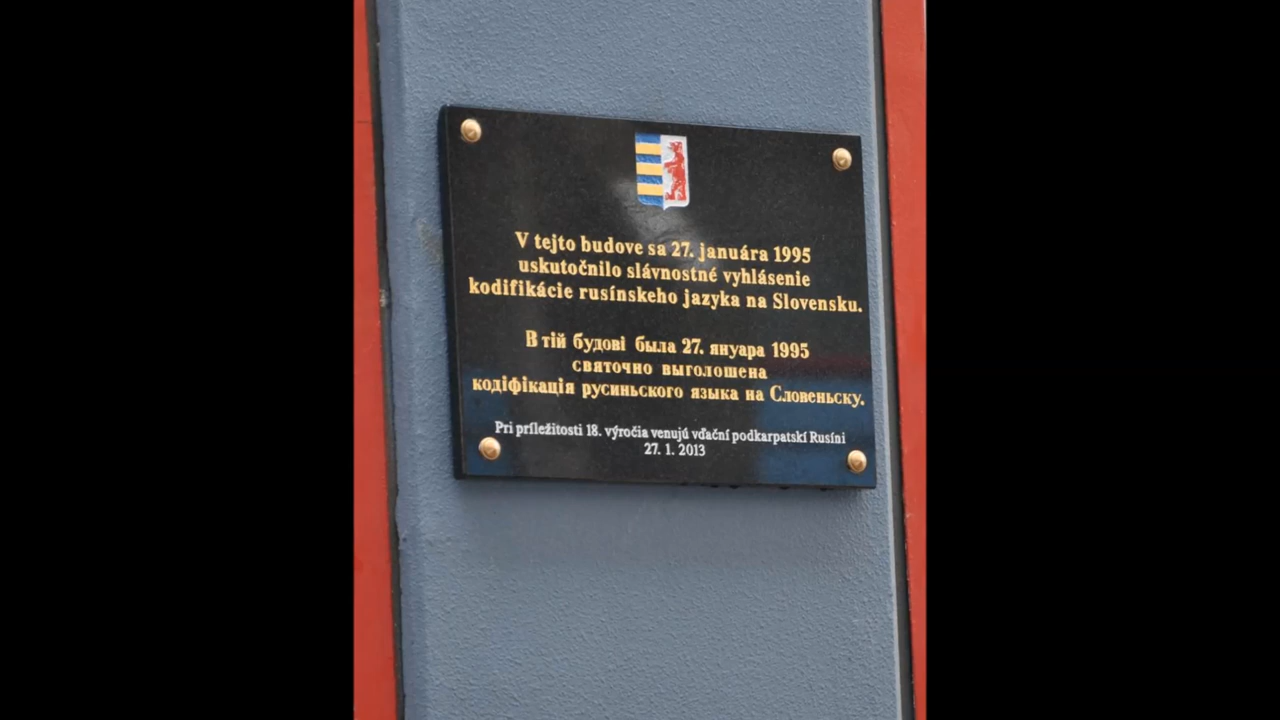 V tejto budove sa 27. januára 1995
uskutočnilo slávnostné vyhlásenie
kodifikácie rusínskeho jazyka na Slovensku.
В тій будові была 27. януара 1995
святочно выголошена
кодіфікація русиньского языка на Словеньску.
Pri príležitosti 18. výročia venujú vďační podkarpatskí Rusíni
27. 1. 2013